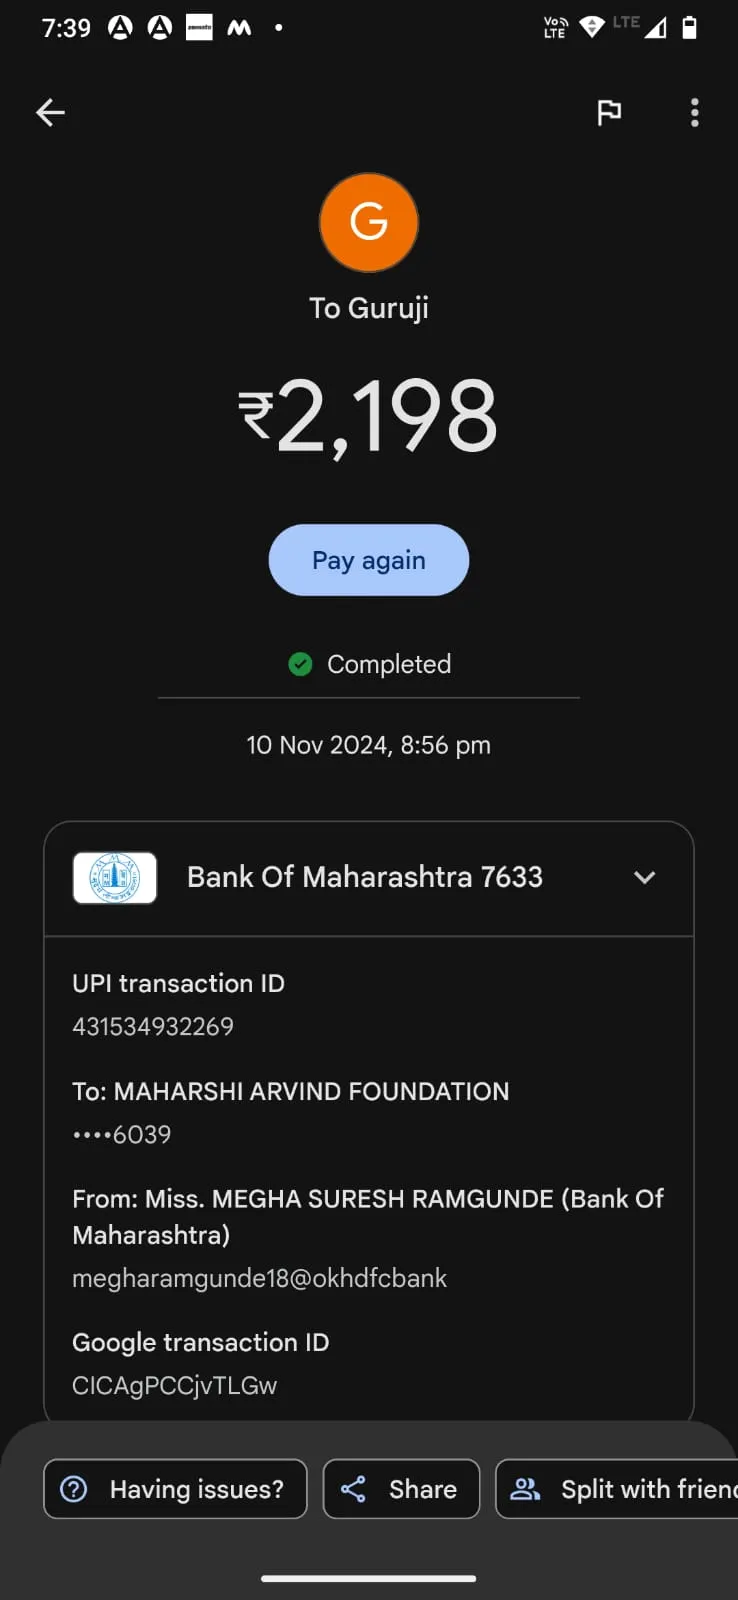 7:39
Vo) LTE
LTE
G
To Guruji
₹2,198
Pay again
Completed
10 Nov 2024, 8:56 pm
Bank Of Maharashtra 7633
UPI transaction ID
431534932269
To: MAHARSHI ARVIND FOUNDATION
••••6039
From: Miss. MEGHA SURESH RAMGUNDE (Bank Of
Maharashtra)
megharamgunde18@okhdfcbank
Google transaction ID
CICAgPCCjvTLGw
Having issues?
Share
Split with frien